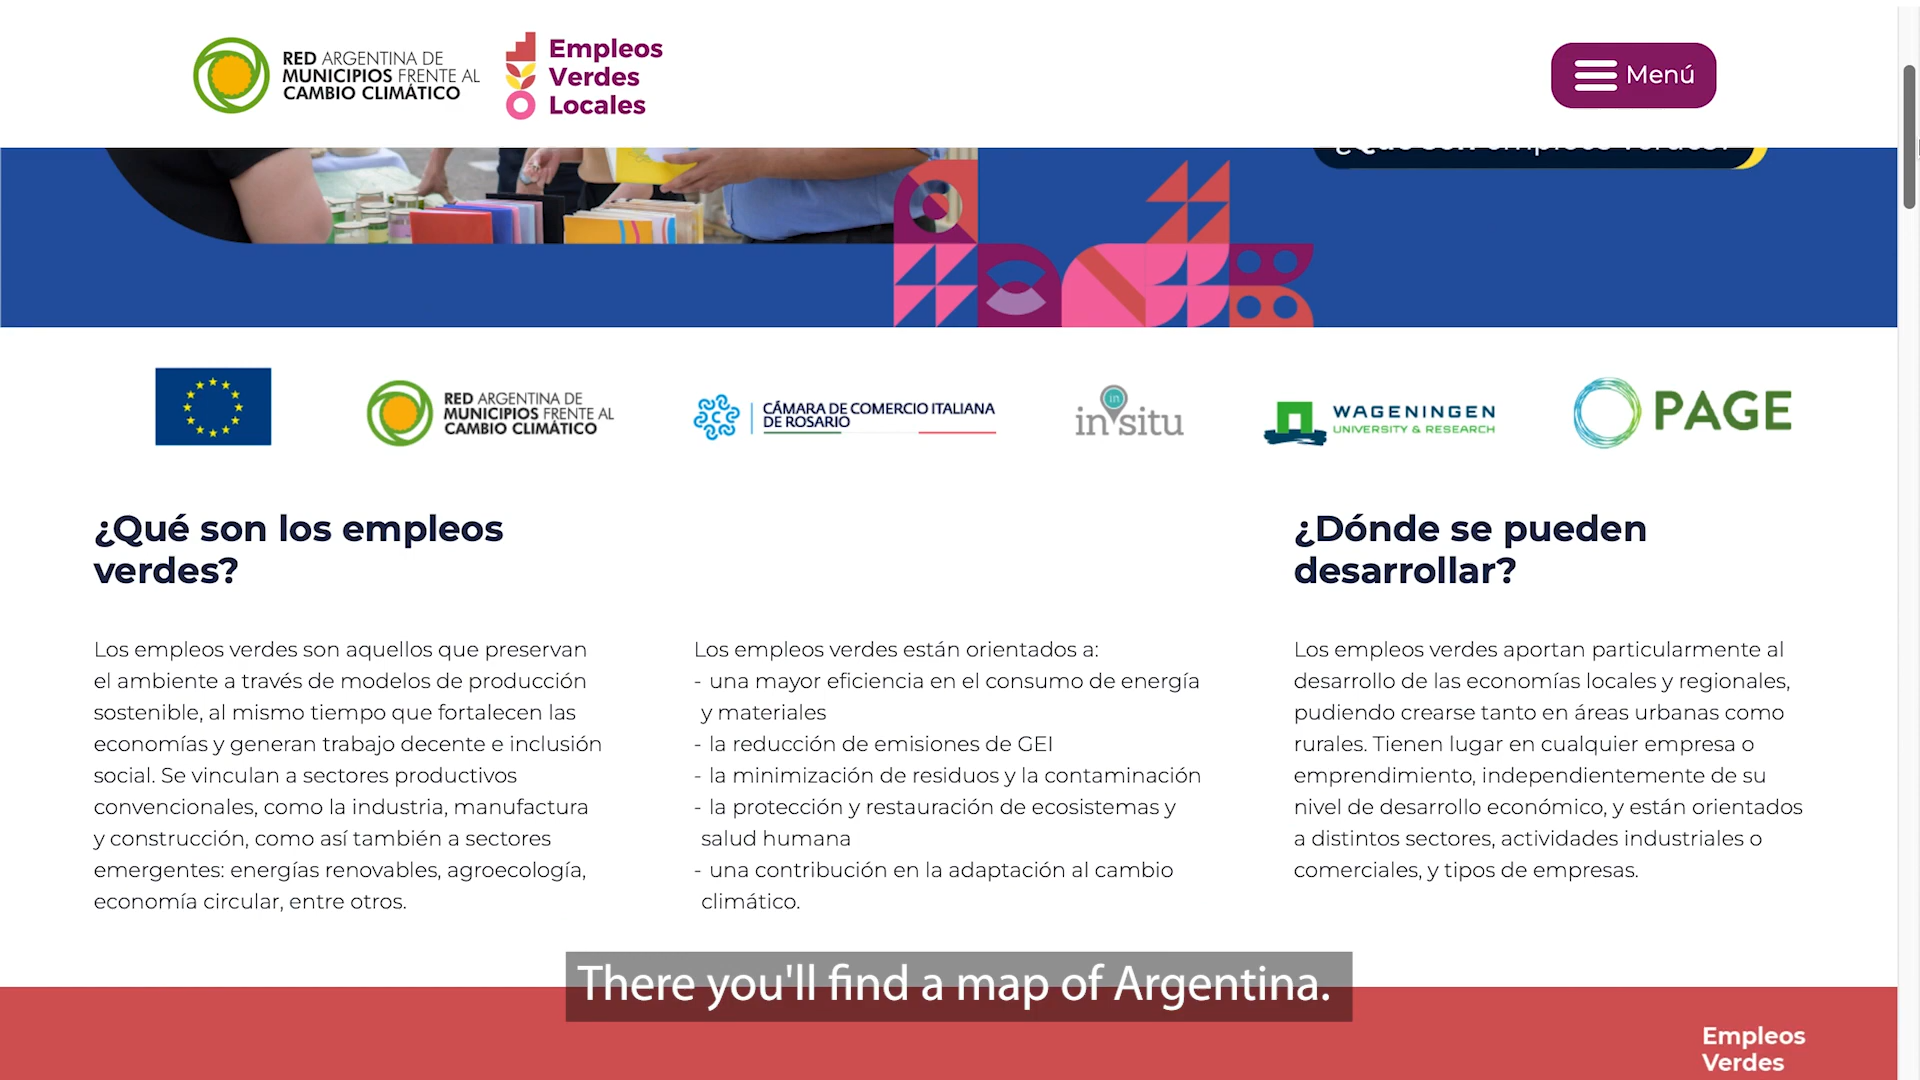 RED ARGENTINA DE
MUNICIPIOS FRENTE AL
CAMBIO CLIMÁTICO
Empleos
Verdes
Locales
Menú
¿Qué son empleos verdes?
RED ARGENTINA DE
MUNICIPIOS FRENTE AL
CAMBIO CLIMÁTICO
CÁMARA DE COMERCIO ITALIANA
DE ROSARIO
in situ
WAGENINGEN
UNIVERSITY & RESEARCH
PAGE
¿Qué son los empleos
verdes?
Los empleos verdes son aquellos que preservan
el ambiente a través de modelos de producción
sostenible, al mismo tiempo que fortalecen las
economías y generan trabajo decente e inclusión
social. Se vinculan a sectores productivos
convencionales, como la industria, manufactura
y construcción, como así también a sectores
emergentes: energías renovables, agroecología,
economía circular, entre otros.
Los empleos verdes están orientados a:
- una mayor eficiencia en el consumo de energía
y materiales
- la reducción de emisiones de GEI
- la minimización de residuos y la contaminación
- la protección y restauración de ecosistemas y
salud humana
- una contribución en la adaptación al cambio
climático.
¿Dónde se pueden
desarrollar?
Los empleos verdes aportan particularmente al
desarrollo de las economías locales y regionales,
pudiendo crearse tanto en áreas urbanas como
rurales. Tienen lugar en cualquier empresa o
emprendimiento, independientemente de su
nivel de desarrollo económico, y están orientados
a distintos sectores, actividades industriales o
comerciales, y tipos de empresas.
There you'll find a map of Argentina.
Empleos
Verdes